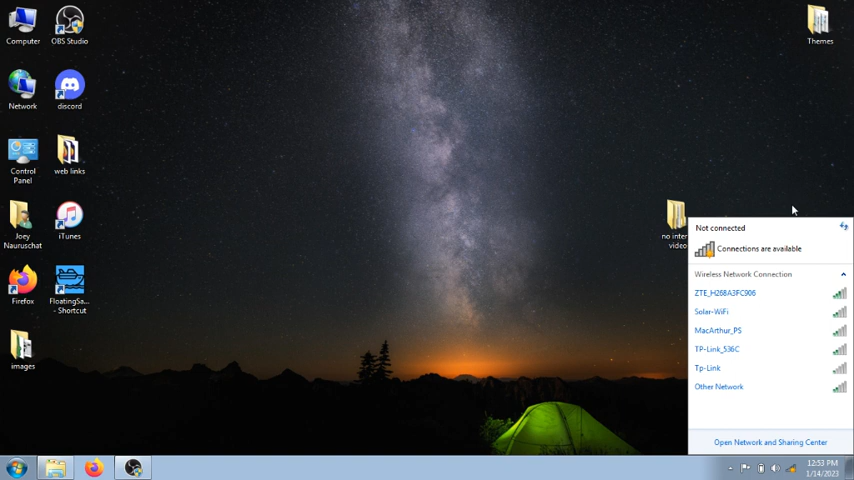 Computer
OBS Studio
Themes
Network
discord
Control
Panel
web links
Joey
Nauruschat
iTunes
no inter
video
Firefox
FloatingSa...
- Shortcut
images
Not connected
Connections are available
Wireless Network Connection
ZTE_H268A3FC906
Solar-WiFi
MacArthur_PS
TP-Link_536C
Tp-Link
Other Network
Open Network and Sharing Center
12:53 PM
1/14/2023